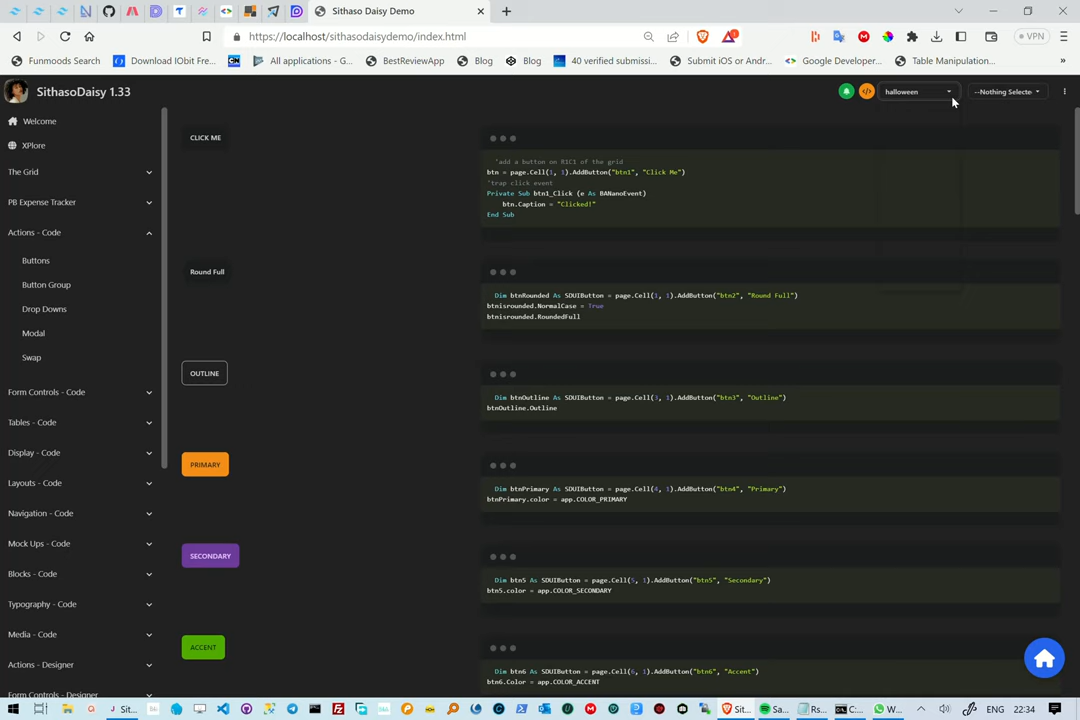 Sithaso Daisy Demo
https://localhost/sithasodaisydemo/index.html
VPN
Funmoods Search
Download IObit Fre...
All applications - G...
BestReviewApp
Blog
Blog
40 verified submissi...
Submit iOS or Andr...
Google Developer...
Table Manipulation...
SithasoDaisy 1.33
halloween
--Nothing Selecte
Welcome
XPlore
The Grid
PB Expense Tracker
Actions - Code
Buttons
Button Group
Drop Downs
Modal
Swap
Form Controls - Code
Tables - Code
Display - Code
Layouts - Code
Navigation - Code
Mock Ups - Code
Blocks - Code
Typography - Code
Media - Code
Actions - Designer
Form Controls - Designer
CLICK ME
'add a button on R1C1 of the grid
btn = page.Cell(1, 1).AddButton("btn1", "Click Me")
'trap click event
Private Sub btn1_Click (e As BANanoEvent)
btn.Caption = "Clicked!"
End Sub
Round Full
Dim btnRounded As SDUIButton = page.Cell(1, 1).AddButton("btn2", "Round Full")
btnisrounded.NormalCase = True
btnisrounded.RoundedFull
OUTLINE
Dim btnOutline As SDUIButton = page.Cell(3, 1).AddButton("btn3", "Outline")
btnOutline.Outline
PRIMARY
Dim btnPrimary As SDUIButton = page.Cell(4, 1).AddButton("btn4", "Primary")
btnPrimary.color = app.COLOR_PRIMARY
SECONDARY
Dim btn5 As SDUIButton = page.Cell(5, 1).AddButton("btn5", "Secondary")
btn5.color = app.COLOR_SECONDARY
ACCENT
Dim btn6 As SDUIButton = page.Cell(6, 1).AddButton("btn6", "Accent")
btn6.Color = app.COLOR_ACCENT
Sit...
Sit...
Sa...
Rs...
C:...
W...
ENG
22:34